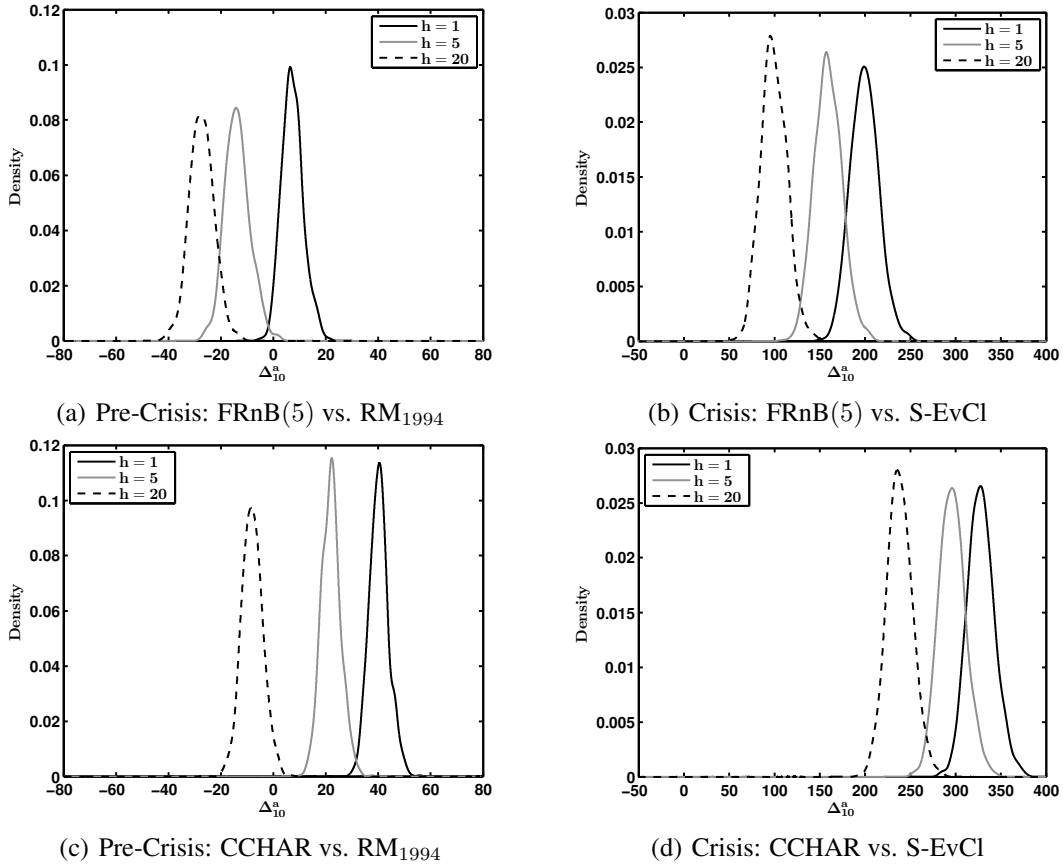 0.12
0.1
0.08
0.06
0.04
0.02
0
Density
h = 1
h = 5
h = 20
−80 −60 −40 −20 0 20 40 60 80
Δ₁₀ᵃ
(a) Pre-Crisis: FRnB(5) vs. RM₁₉₉₄
0.03
0.025
0.02
0.015
0.01
0.005
0
Density
h = 1
h = 5
h = 20
−50 0 50 100 150 200 250 300 350 400
Δ₁₀ᵃ
(b) Crisis: FRnB(5) vs. S-EvCl
0.12
0.1
0.08
0.06
0.04
0.02
0
Density
h = 1
h = 5
h = 20
−80 −60 −40 −20 0 20 40 60 80
Δ₁₀ᵃ
(c) Pre-Crisis: CCHAR vs. RM₁₉₉₄
0.03
0.025
0.02
0.015
0.01
0.005
0
Density
h = 1
h = 5
h = 20
−50 0 50 100 150 200 250 300 350 400
Δ₁₀ᵃ
(d) Crisis: CCHAR vs. S-EvCl